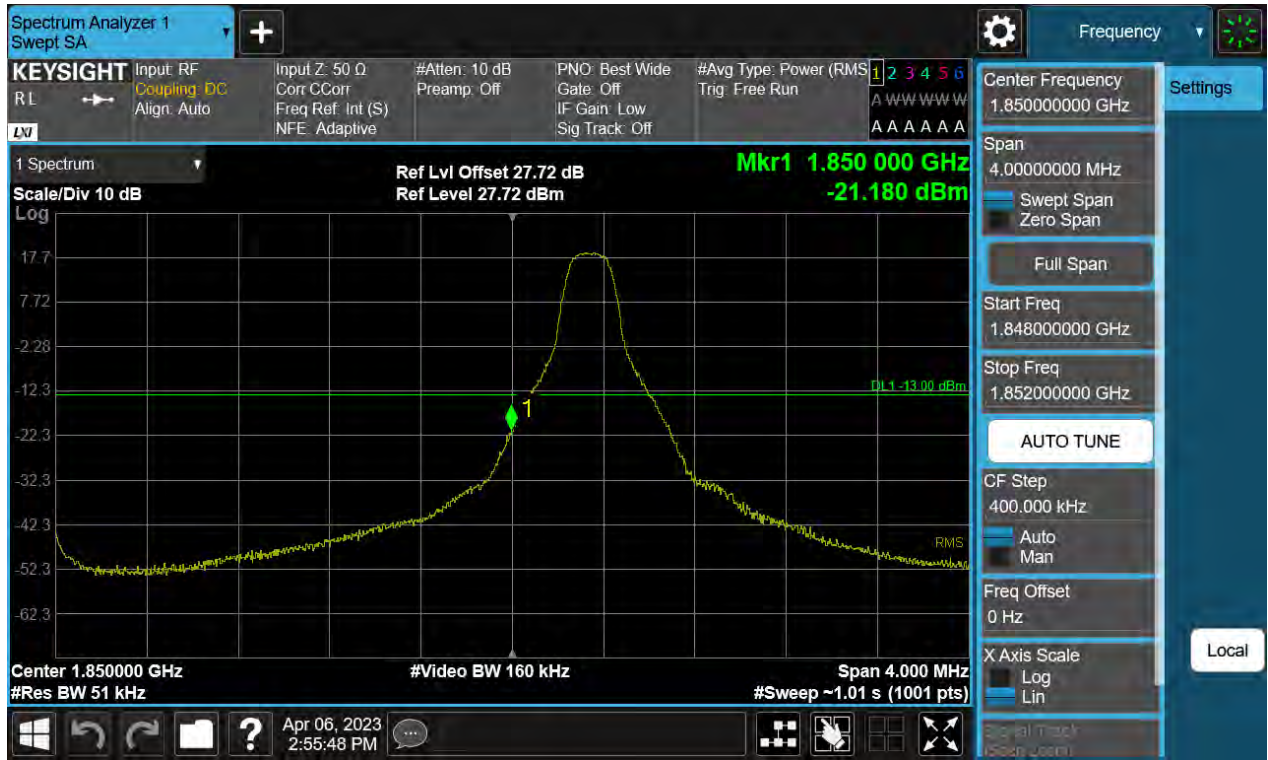 Spectrum Analyzer 1
Swept SA
Frequency
KEYSIGHT
RL
LXI
Input: RF
Coupling: DC
Align: Auto
Input Z: 50 Ω
Corr CCorr
Freq Ref: Int (S)
NFE: Adaptive
#Atten: 10 dB
Preamp: Off
PNO: Best Wide
Gate: Off
IF Gain: Low
Sig Track: Off
#Avg Type: Power (RMS
Trig: Free Run
1 2 3 4 5 6
A W W W W W
A A A A A A
1 Spectrum
Scale/Div 10 dB
Ref Lvl Offset 27.72 dB
Ref Level 27.72 dBm
Mkr1 1.850 000 GHz
-21.180 dBm
Log
17.7
7.72
-2.28
-12.3
-22.3
-32.3
-42.3
-52.3
-62.3
DL1 -13.00 dBm
1
RMS
Center 1.850000 GHz
#Video BW 160 kHz
Span 4.000 MHz
#Res BW 51 kHz
#Sweep ~1.01 s (1001 pts)
?
Apr 06, 2023
2:55:48 PM
Center Frequency
1.850000000 GHz
Span
4.00000000 MHz
Swept Span
Zero Span
Full Span
Start Freq
1.848000000 GHz
Stop Freq
1.852000000 GHz
AUTO TUNE
CF Step
400.000 kHz
Auto
Man
Freq Offset
0 Hz
X Axis Scale
Log
Lin
Signal Track
(Span Zoom)
Settings
Local